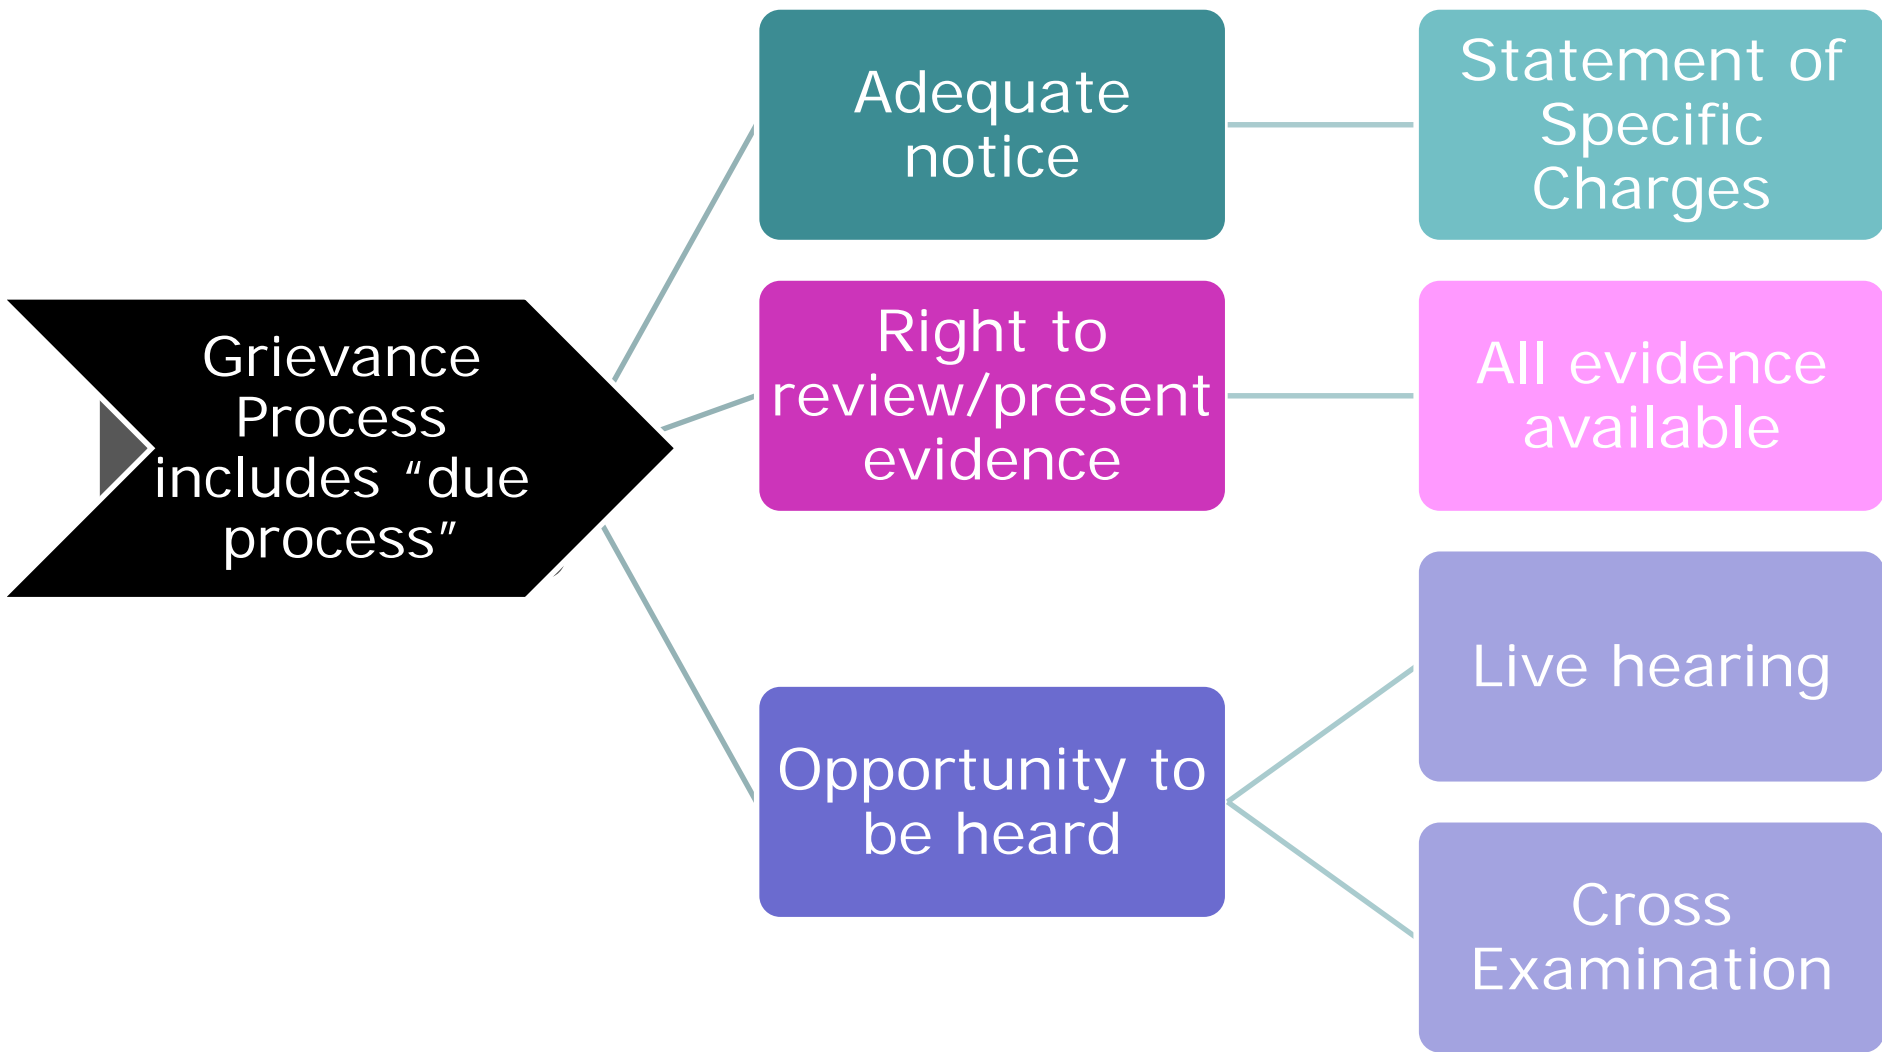 Grievance
Process
includes “due
process”
Adequate
notice
Statement of
Specific
Charges
Right to
review/present
evidence
All evidence
available
Opportunity to
be heard
Live hearing
Cross
Examination